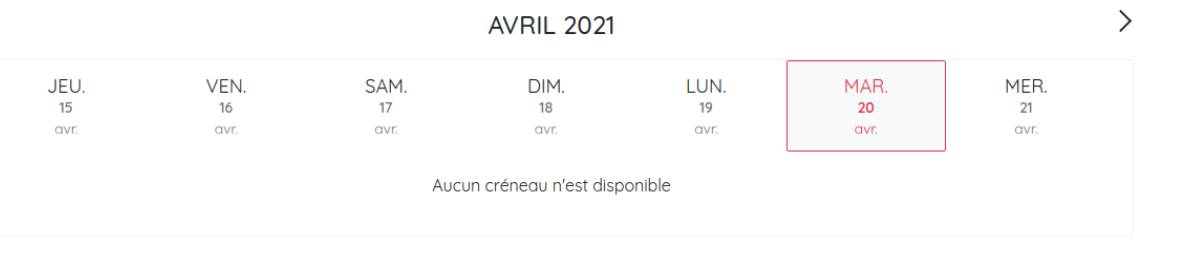 AVRIL 2021
JEU. VEN. SAM. DIM. LUN. MAR. MER.
15 16 17 18 19 20 21
avr. avr. avr. avr. avr. avr. avr.
Aucun créneau n'est disponible